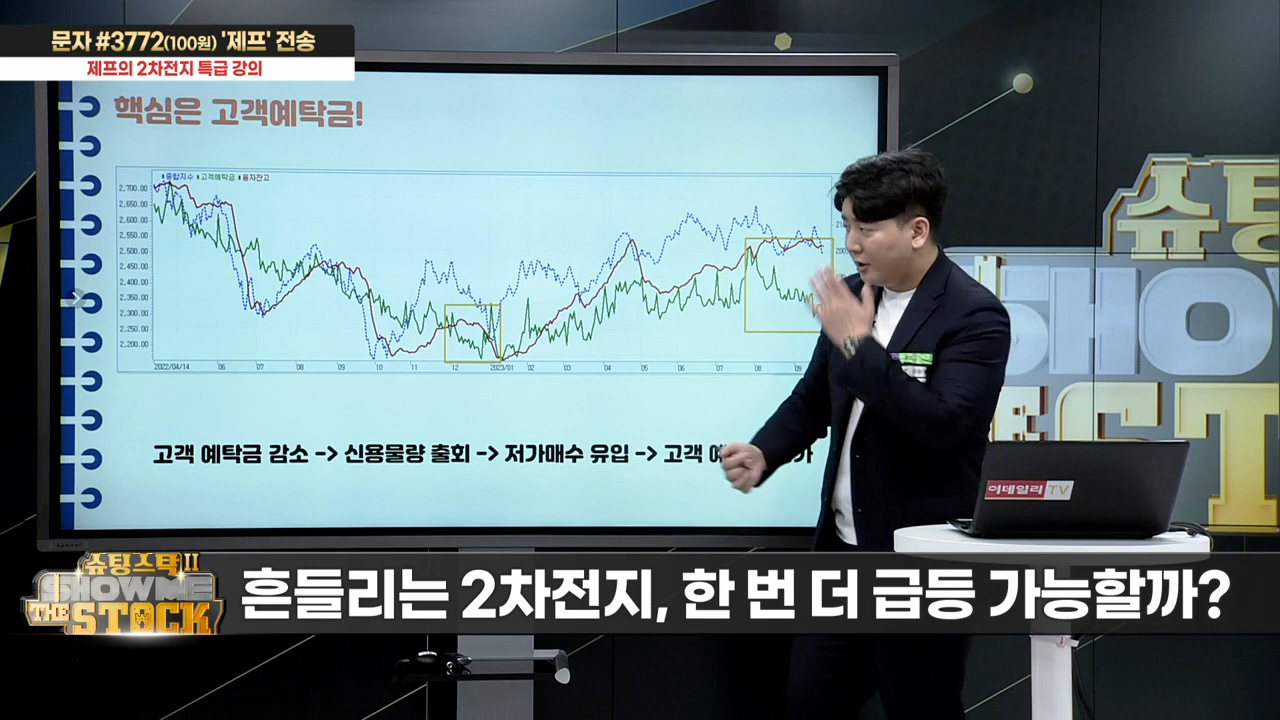 문자 #3772(100원) '제프' 전송
제프의 2차전지 특급 강의
핵심은 고객예탁금!
종합지수 고객예탁금 융자잔고
2,700.00
2,650.00
2,600.00
2,550.00
2,500.00
2,450.00
2,400.00
2,350.00
2,300.00
2,250.00
2,200.00
2022/04/14 06 07 08 09 10 11 12 2023/01 02 03 04 05 06 07 08 09
고객 예탁금 감소 -> 신용물량 출회 -> 저가매수 유입 -> 고객
슈팅
SHOW
이데일리TV
슈팅스탁 II
SHOW ME
THE STOCK
흔들리는 2차전지, 한 번 더 급등 가능할까?